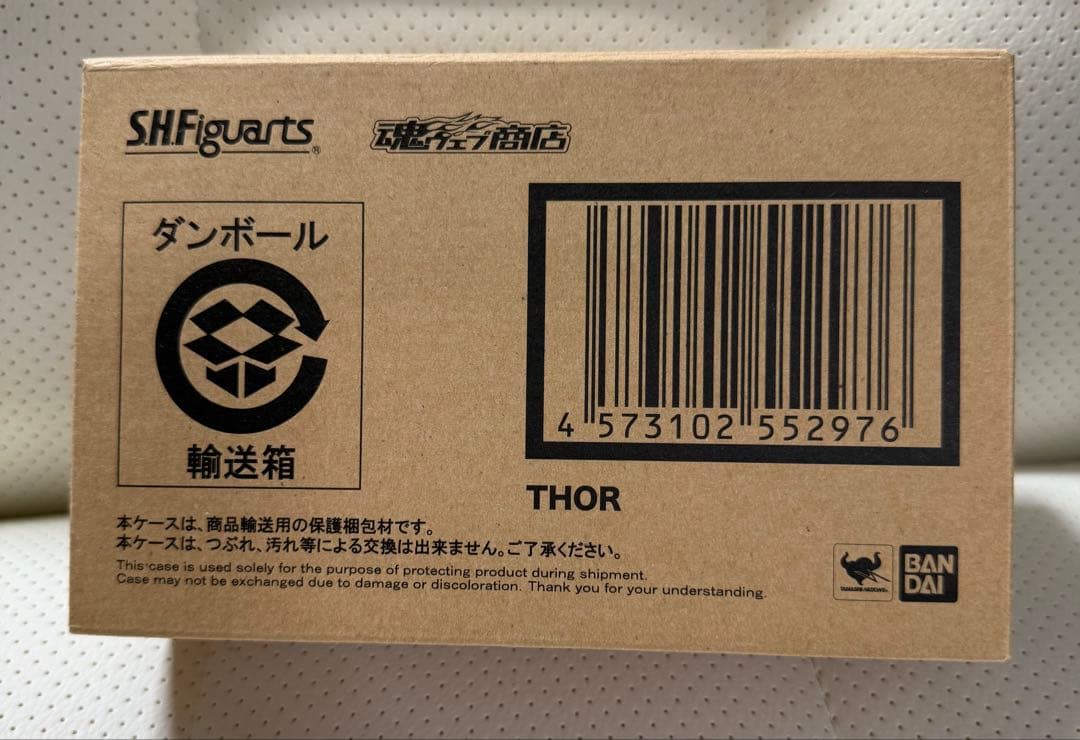 S.H.Figuarts®
魂ウェブ商店
ダンボール
輸送箱
4 573102 552976
THOR
本ケースは、商品輸送用の保護梱包材です。
本ケースは、つぶれ、汚れ等による交換は出来ません。ご了承ください。
This case is used solely for the purpose of protecting product during shipment.
Case may not be exchanged due to damage or discoloration. Thank you for your understanding.
TAMASHII NATIONS
BAN
DAI